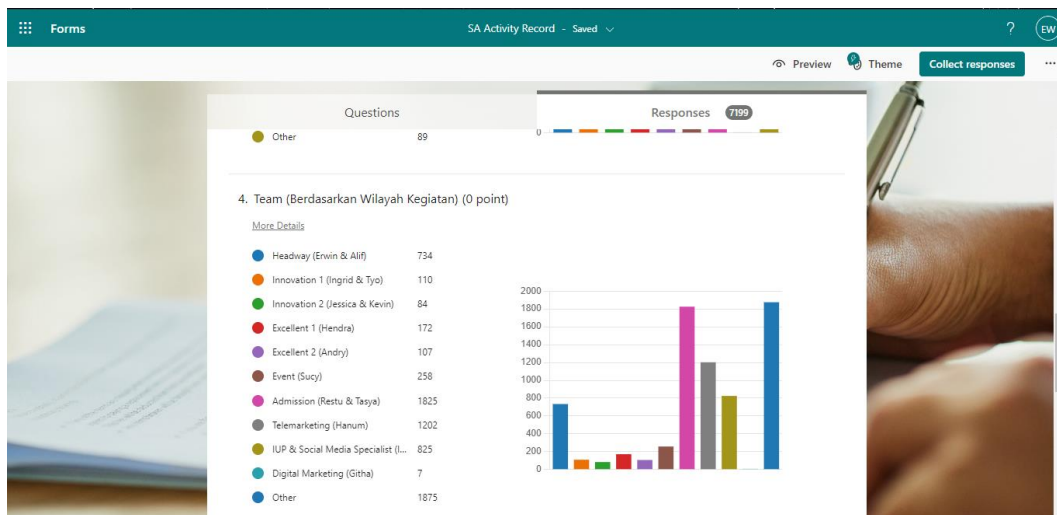 Forms
SA Activity Record - Saved
?
EW
Preview
Theme
Collect responses
...
Questions
Responses 7199
Other 89
0
4. Team (Berdasarkan Wilayah Kegiatan) (0 point)
More Details
Headway (Erwin & Alif) 734
Innovation 1 (Ingrid & Tyo) 110
Innovation 2 (Jessica & Kevin) 84
Excellent 1 (Hendra) 172
Excellent 2 (Andry) 107
Event (Sucy) 258
Admission (Restu & Tasya) 1825
Telemarketing (Hanum) 1202
IUP & Social Media Specialist (I... 825
Digital Marketing (Githa) 7
Other 1875
2000
1800
1600
1400
1200
1000
800
600
400
200
0